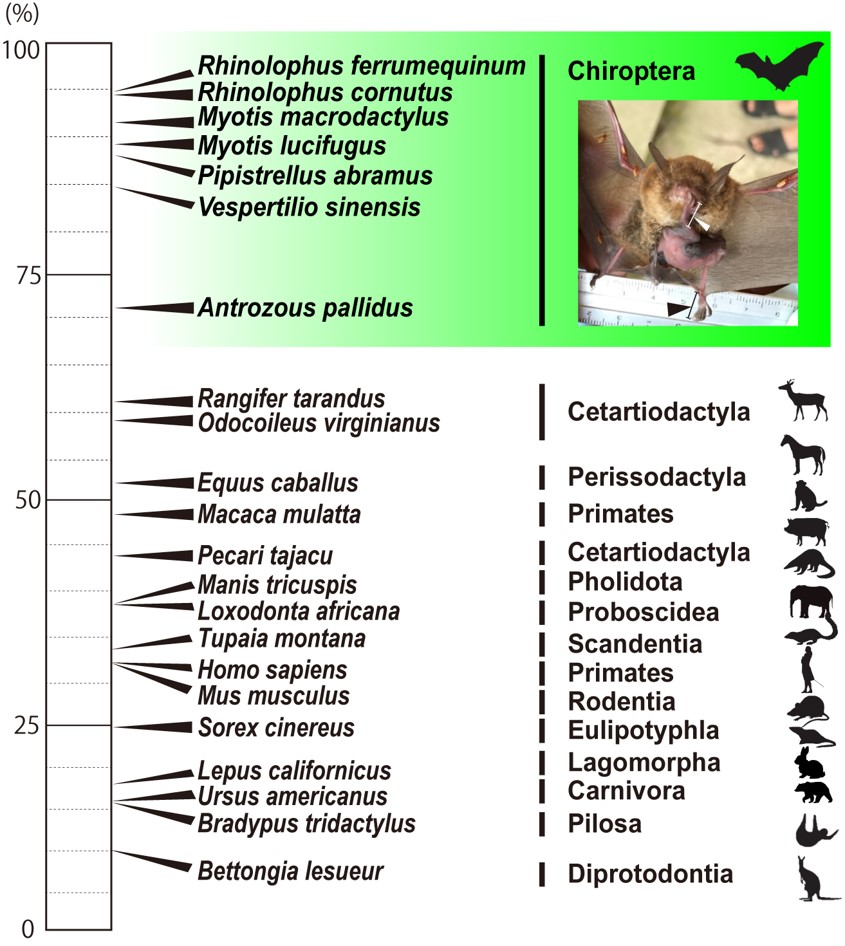 (%)
100
Rhinolophus ferrumequinum
Chiroptera
Rhinolophus cornutus
Myotis macrodactylus
Myotis lucifugus
Pipistrellus abramus
Vespertilio sinensis
75
Antrozous pallidus
Rangifer tarandus
Cetartiodactyla
Odocoileus virginianus
Equus caballus
Perissodactyla
50
Macaca mulatta
Primates
Pecari tajacu
Cetartiodactyla
Manis tricuspis
Pholidota
Loxodonta africana
Proboscidea
Tupaia montana
Scandentia
Homo sapiens
Primates
Mus musculus
Rodentia
25
Sorex cinereus
Eulipotyphla
Lepus californicus
Lagomorpha
Ursus americanus
Carnivora
Bradypus tridactylus
Pilosa
Bettongia lesueur
Diprotodontia
0